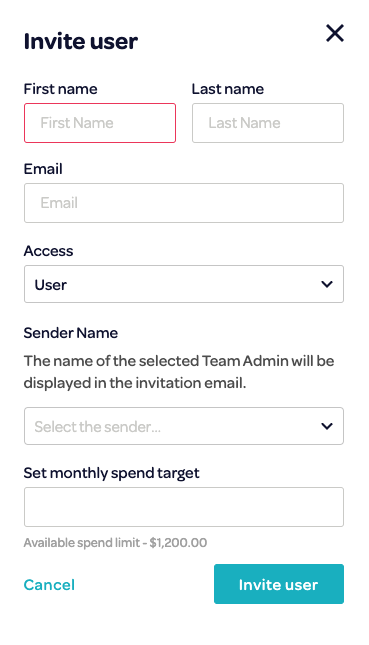 Invite user
First name
Last name
First Name
Last Name
Email
Email
Access
User
Sender Name
The name of the selected Team Admin will be
displayed in the invitation email.
Select the sender...
Set monthly spend target
Available spend limit - $1,200.00
Cancel
Invite user